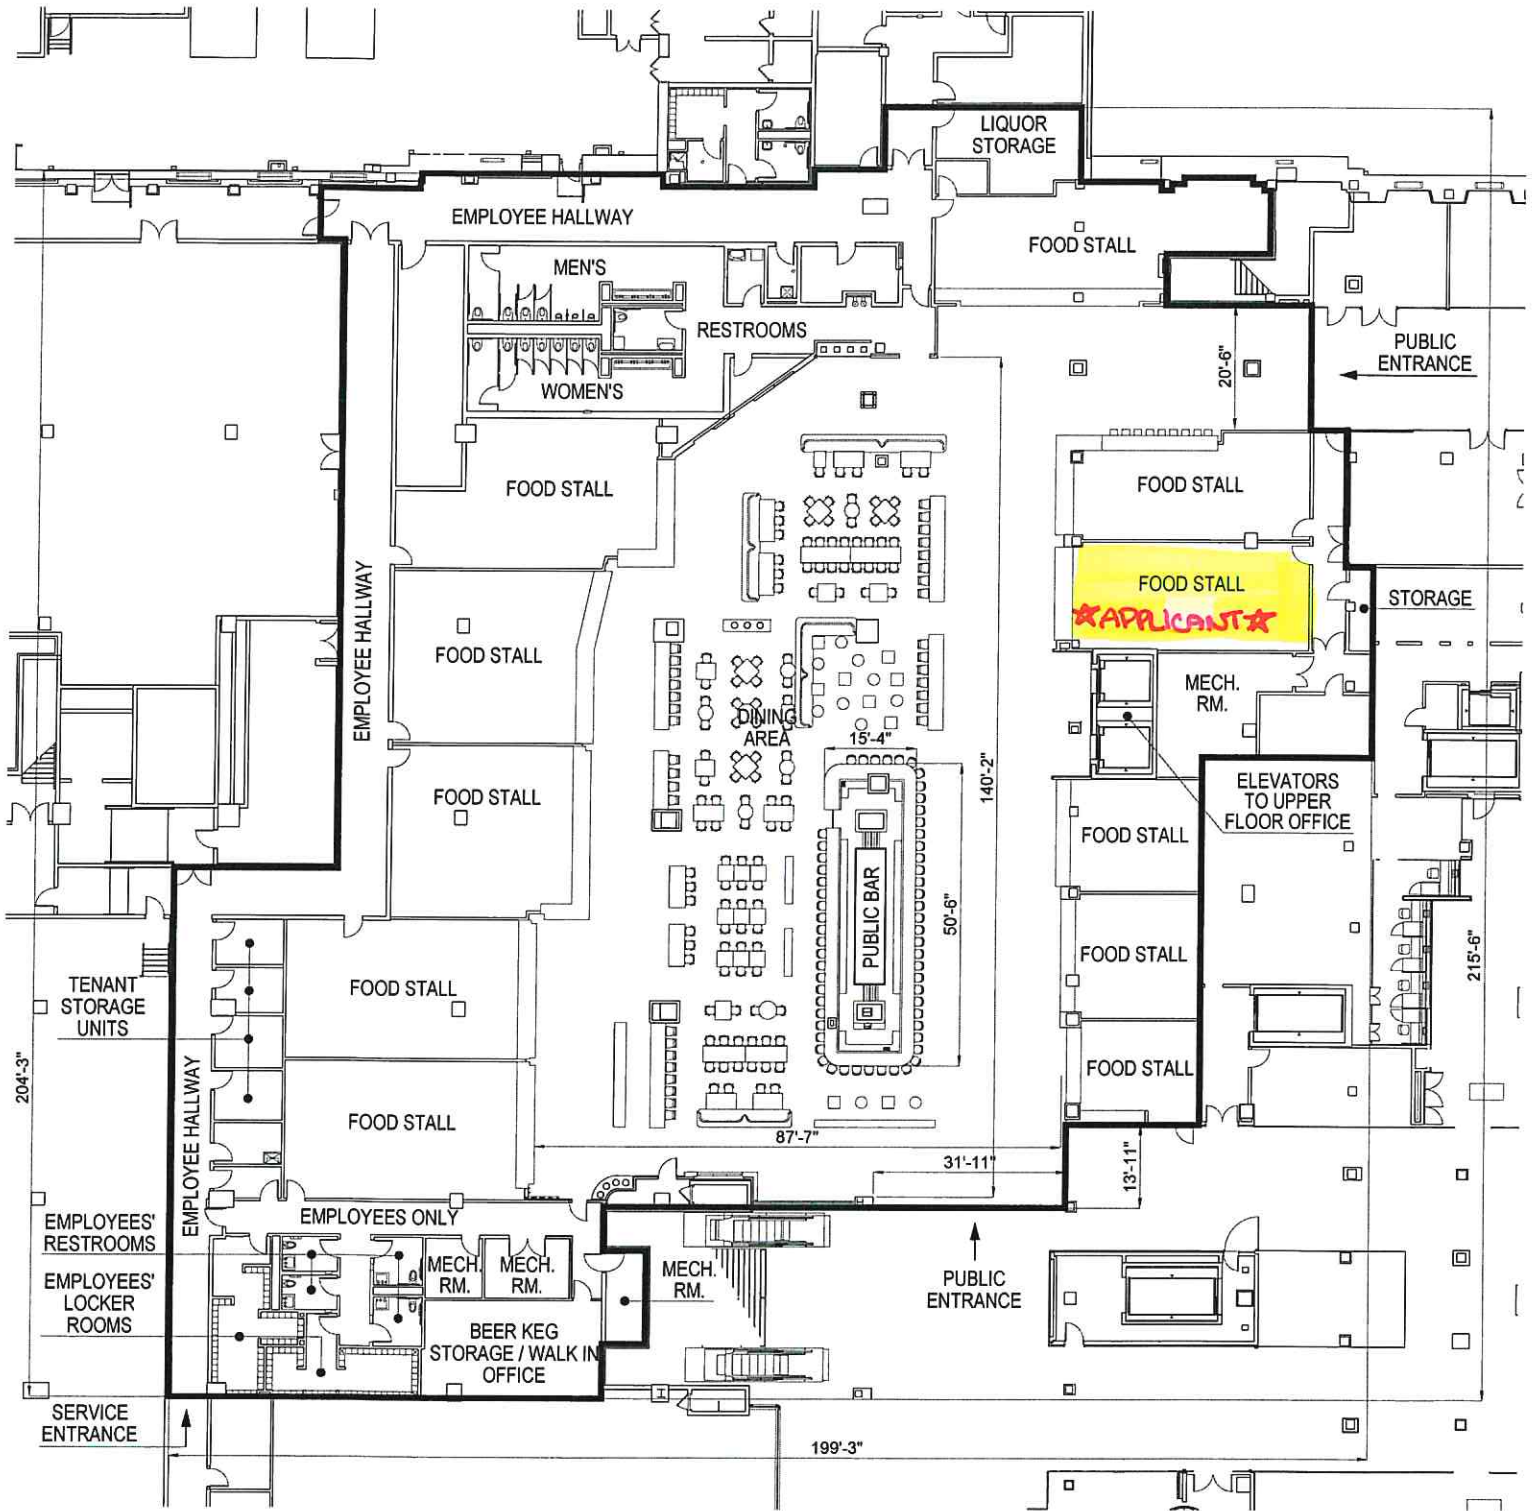 LIQUOR
STORAGE
EMPLOYEE HALLWAY
FOOD STALL
MEN'S
RESTROOMS
WOMEN'S
20'-6"
PUBLIC
ENTRANCE
FOOD STALL
FOOD STALL
FOOD STALL
☆APPLICANT☆
STORAGE
EMPLOYEE HALLWAY
FOOD STALL
MECH.
RM.
DINING
AREA
15'-4"
140'-2"
FOOD STALL
ELEVATORS
TO UPPER
FLOOR OFFICE
FOOD STALL
PUBLIC BAR
50'-6"
FOOD STALL
215'-6"
TENANT
STORAGE
UNITS
FOOD STALL
204'-3"
EMPLOYEE HALLWAY
FOOD STALL
FOOD STALL
87'-7"
31'-11"
13'-11"
EMPLOYEES ONLY
EMPLOYEES'
RESTROOMS
MECH.
RM.
MECH.
RM.
MECH.
RM.
EMPLOYEES'
LOCKER
ROOMS
PUBLIC
ENTRANCE
BEER KEG
STORAGE / WALK IN
OFFICE
H
SERVICE
ENTRANCE
199'-3"